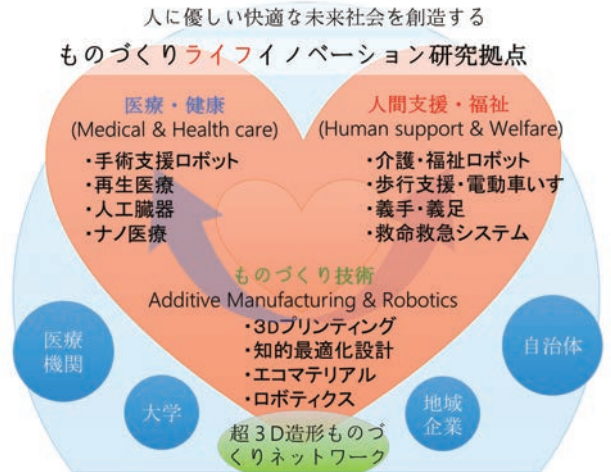 人に優しい快適な未来社会を創造する
ものづくりライフイノベーション研究拠点
医療・健康
(Medical & Health care)
・手術支援ロボット
・再生医療
・人工臓器
・ナノ医療
人間支援・福祉
(Human support & Welfare)
・介護・福祉ロボット
・歩行支援・電動車いす
・義手・義足
・救命救急システム
ものづくり技術
Additive Manufacturing & Robotics
・3Dプリンティング
・知的最適化設計
・エコマテリアル
・ロボティクス
医療
機関
大学
地域
企業
自治体
超3D造形ものづ
くりネットワーク